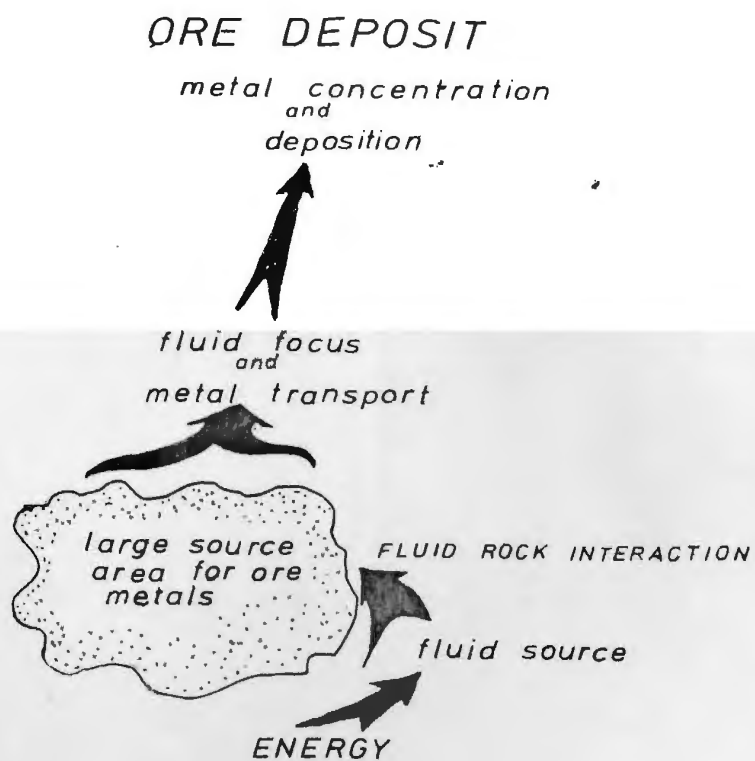 ORE DEPOSIT
metal concentration
and
deposition
fluid focus
and
metal transport
large source
area for ore
metals
FLUID ROCK INTERACTION
fluid source
ENERGY